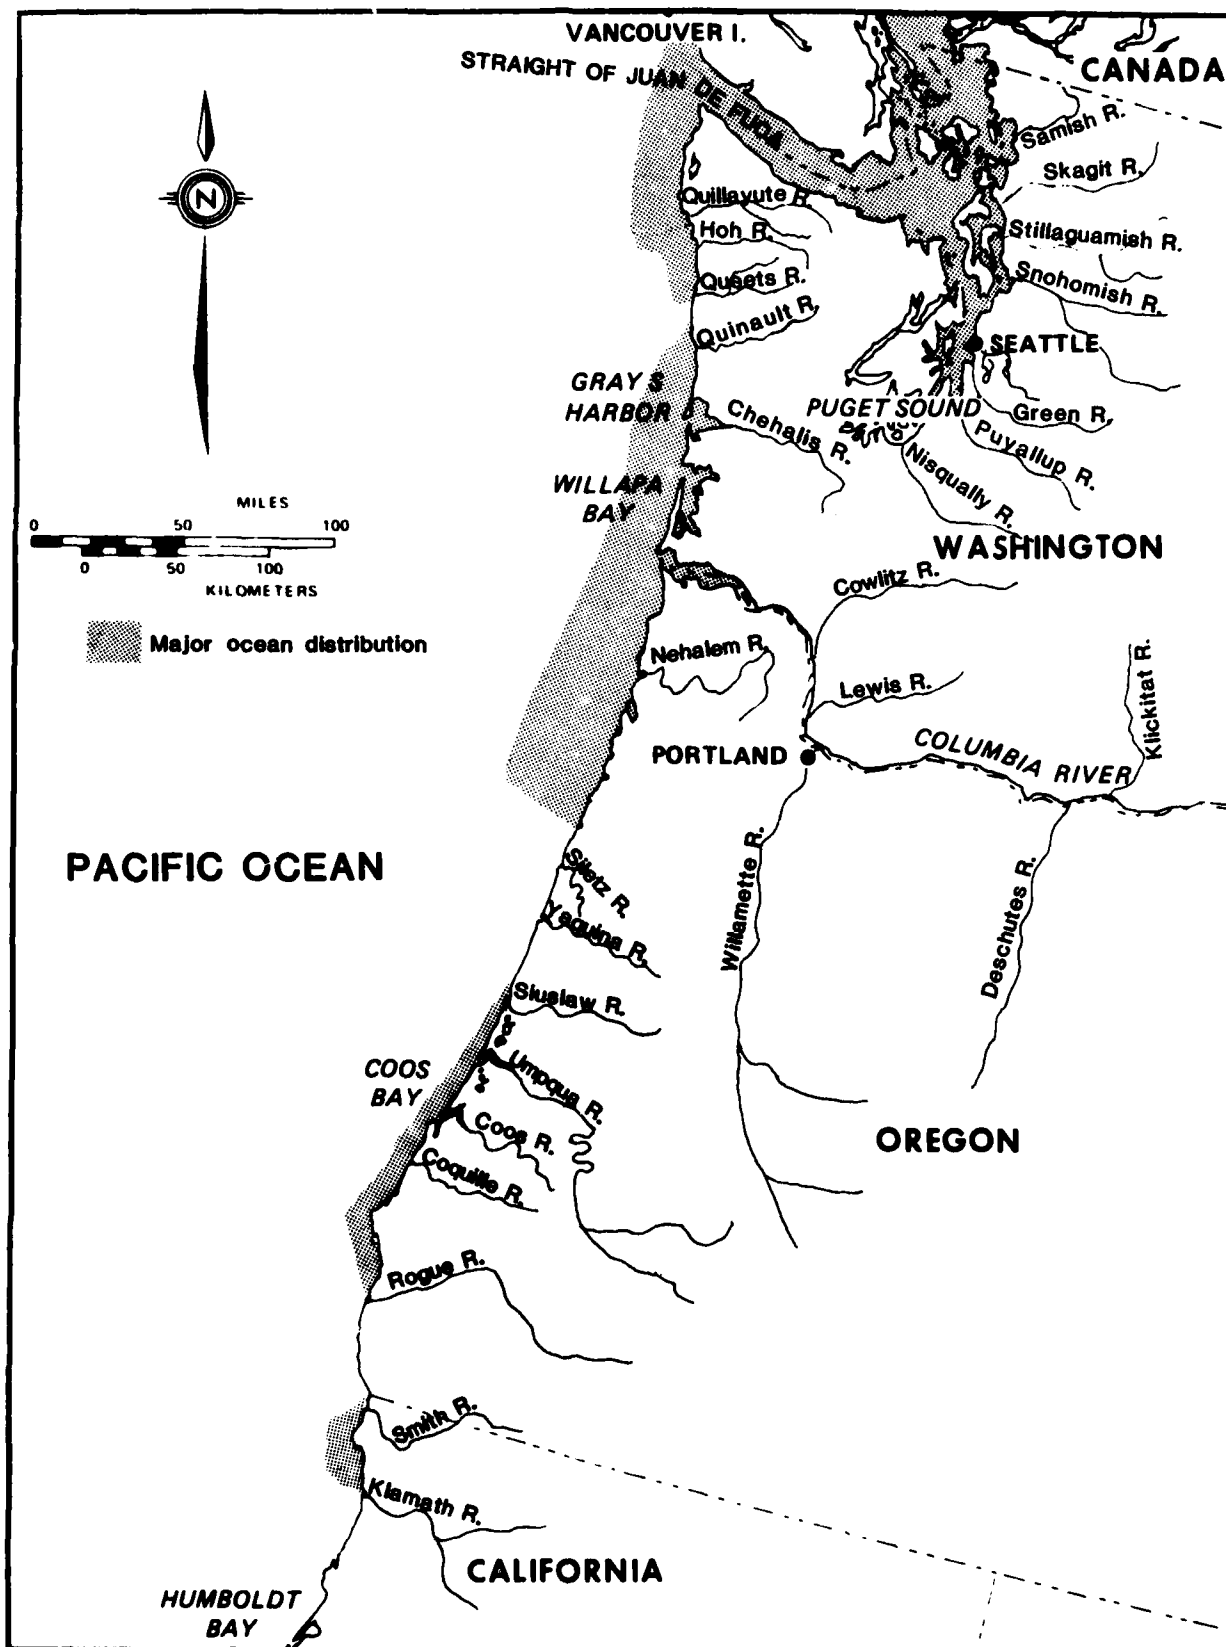 VANCOUVER I.
STRAIGHT OF JUAN DE FUCA
CANADA
Samish R.
Skagit R.
Quillayute R.
Hoh R.
Stillaguamish R.
Queets R.
Snohomish R.
Quinault R.
SEATTLE
GRAY'S
HARBOR
Chehalis R.
PUGET SOUND
Green R.
Puyallup R.
Nisqually R.
WILLAPA
BAY
N
MILES
0 50 100
0 50 100
KILOMETERS
Major ocean distribution
WASHINGTON
Cowlitz R.
Nehalem R.
Lewis R.
Klickitat R.
PORTLAND
COLUMBIA RIVER
PACIFIC OCEAN
Siletz R.
Yaquina R.
Willamette R.
Deschutes R.
Siuslaw R.
COOS
BAY
Umpqua R.
Coos R.
Coquille R.
OREGON
Rogue R.
Smith R.
Klamath R.
CALIFORNIA
HUMBOLDT
BAY